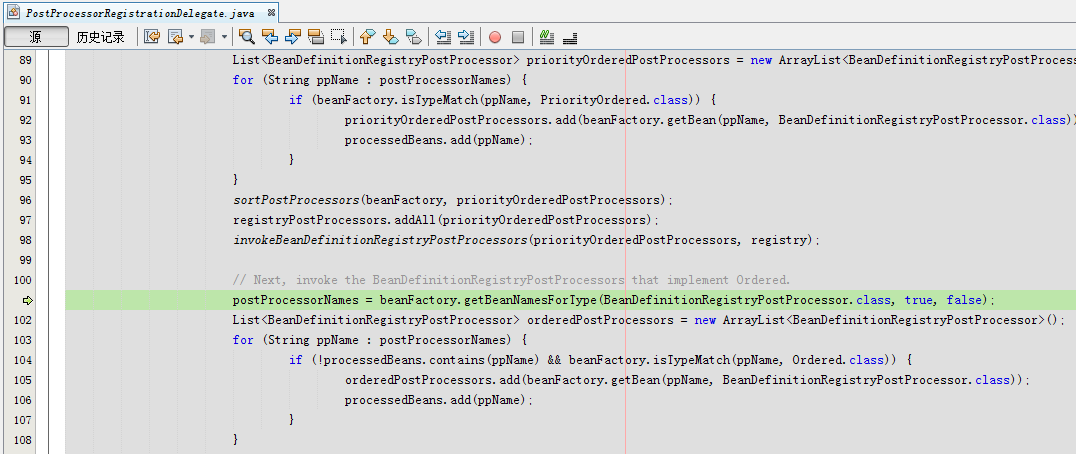 PostProcessorRegistrationDelegate.java
源 历史记录
89 List<BeanDefinitionRegistryPostProcessor> priorityOrderedPostProcessors = new ArrayList<BeanDefinitionRegistryPostProces
90 for (String ppName : postProcessorNames) {
91 if (beanFactory.isTypeMatch(ppName, PriorityOrdered.class)) {
92 priorityOrderedPostProcessors.add(beanFactory.getBean(ppName, BeanDefinitionRegistryPostProcessor.class))
93 processedBeans.add(ppName);
94 }
95 }
96 sortPostProcessors(beanFactory, priorityOrderedPostProcessors);
97 registryPostProcessors.addAll(priorityOrderedPostProcessors);
98 invokeBeanDefinitionRegistryPostProcessors(priorityOrderedPostProcessors, registry);
99
100 // Next, invoke the BeanDefinitionRegistryPostProcessors that implement Ordered.
postProcessorNames = beanFactory.getBeanNamesForType(BeanDefinitionRegistryPostProcessor.class, true, false);
102 List<BeanDefinitionRegistryPostProcessor> orderedPostProcessors = new ArrayList<BeanDefinitionRegistryPostProcessor>();
103 for (String ppName : postProcessorNames) {
104 if (!processedBeans.contains(ppName) && beanFactory.isTypeMatch(ppName, Ordered.class)) {
105 orderedPostProcessors.add(beanFactory.getBean(ppName, BeanDefinitionRegistryPostProcessor.class));
106 processedBeans.add(ppName);
107 }
108 }